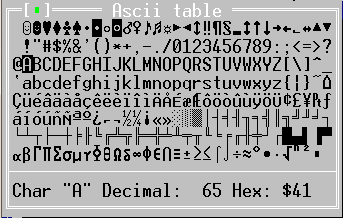 [■] Ascii table
☺☻♥♦♣♠•◘○◙♂♀♪♫☼►◄↕‼¶§▬↨↑↓→←∟↔▲▼
!"#$%&'()*+,-./0123456789:;<=>?
@ABCDEFGHIJKLMNOPQRSTUVWXYZ[\]^_
`abcdefghijklmnopqrstuvwxyz{|}~⌂
ÇüéâäàåçêëèïîìÄÅÉæÆôöòûùÿÖÜ¢£¥₧ƒ
áíóúñÑªº¿⌐¬½¼¡«»░▒▓│┤╡╢╖╕╣║╗╝╜╛┐
└┴┬├─┼╞╟╚╔╩╦╠═╬╧╨╤╥╙╘╒╓╫╪┘┌█▄▌▐▀
αßΓπΣσµτΦΘΩδ∞φε∩≡±≥≤⌠⌡÷≈°∙·√ⁿ²■
Char "A" Decimal: 65 Hex: $41